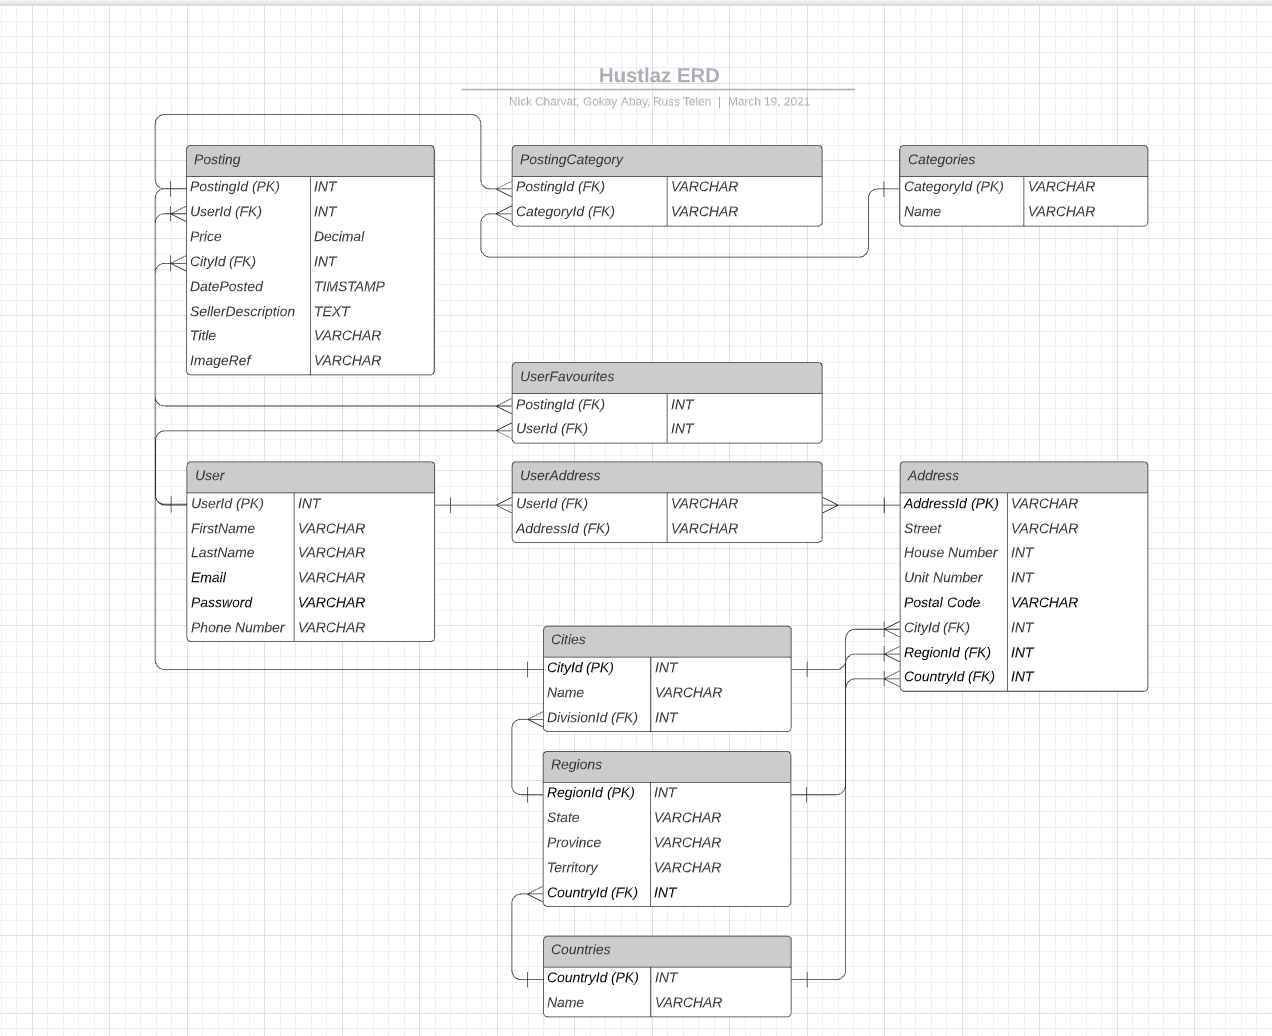 Hustlaz ERD
Nick Charvat, Gokay Abay, Russ Telen | March 19, 2021
Posting
PostingId (PK) INT
UserId (FK) INT
Price Decimal
CityId (FK) INT
DatePosted TIMSTAMP
SellerDescription TEXT
Title VARCHAR
ImageRef VARCHAR
PostingCategory
PostingId (FK) VARCHAR
CategoryId (FK) VARCHAR
Categories
CategoryId (PK) VARCHAR
Name VARCHAR
UserFavourites
PostingId (FK) INT
UserId (FK) INT
User
UserId (PK) INT
FirstName VARCHAR
LastName VARCHAR
Email VARCHAR
Password VARCHAR
Phone Number VARCHAR
UserAddress
UserId (FK) VARCHAR
AddressId (FK) VARCHAR
Address
AddressId (PK) VARCHAR
Street VARCHAR
House Number INT
Unit Number INT
Postal Code VARCHAR
CityId (FK) INT
RegionId (FK) INT
CountryId (FK) INT
Cities
CityId (PK) INT
Name VARCHAR
DivisionId (FK) INT
Regions
RegionId (PK) INT
State VARCHAR
Province VARCHAR
Territory VARCHAR
CountryId (FK) INT
Countries
CountryId (PK) INT
Name VARCHAR